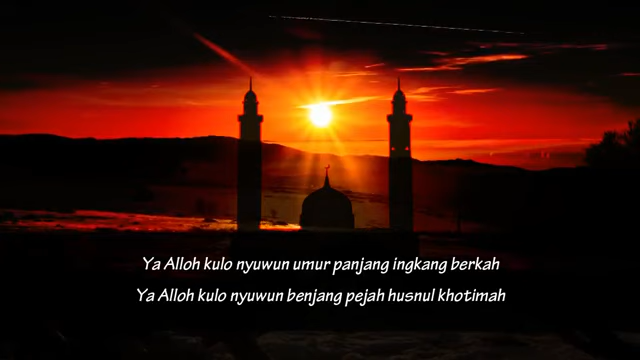 Ya Alloh kulo nyuwun umur panjang ingkang berkah
Ya Alloh kulo nyuwun benjang pejah husnul khotimah